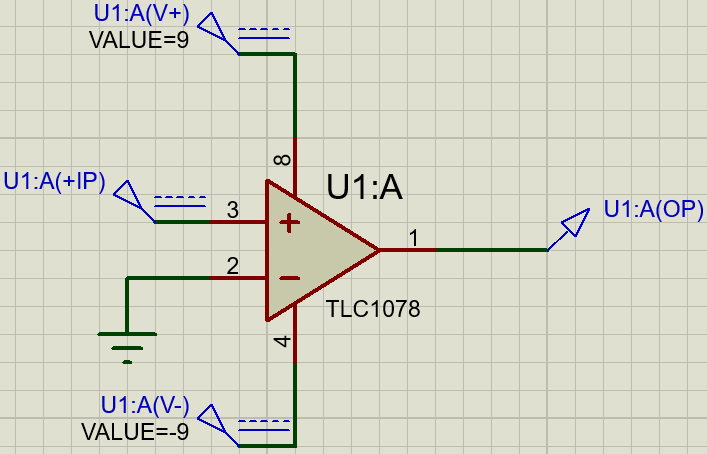 U1:A(V+)
VALUE=9
8
U1:A
U1:A(+IP)
3
+
U1:A(OP)
1
2
−
TLC1078
4
U1:A(V-)
VALUE=-9